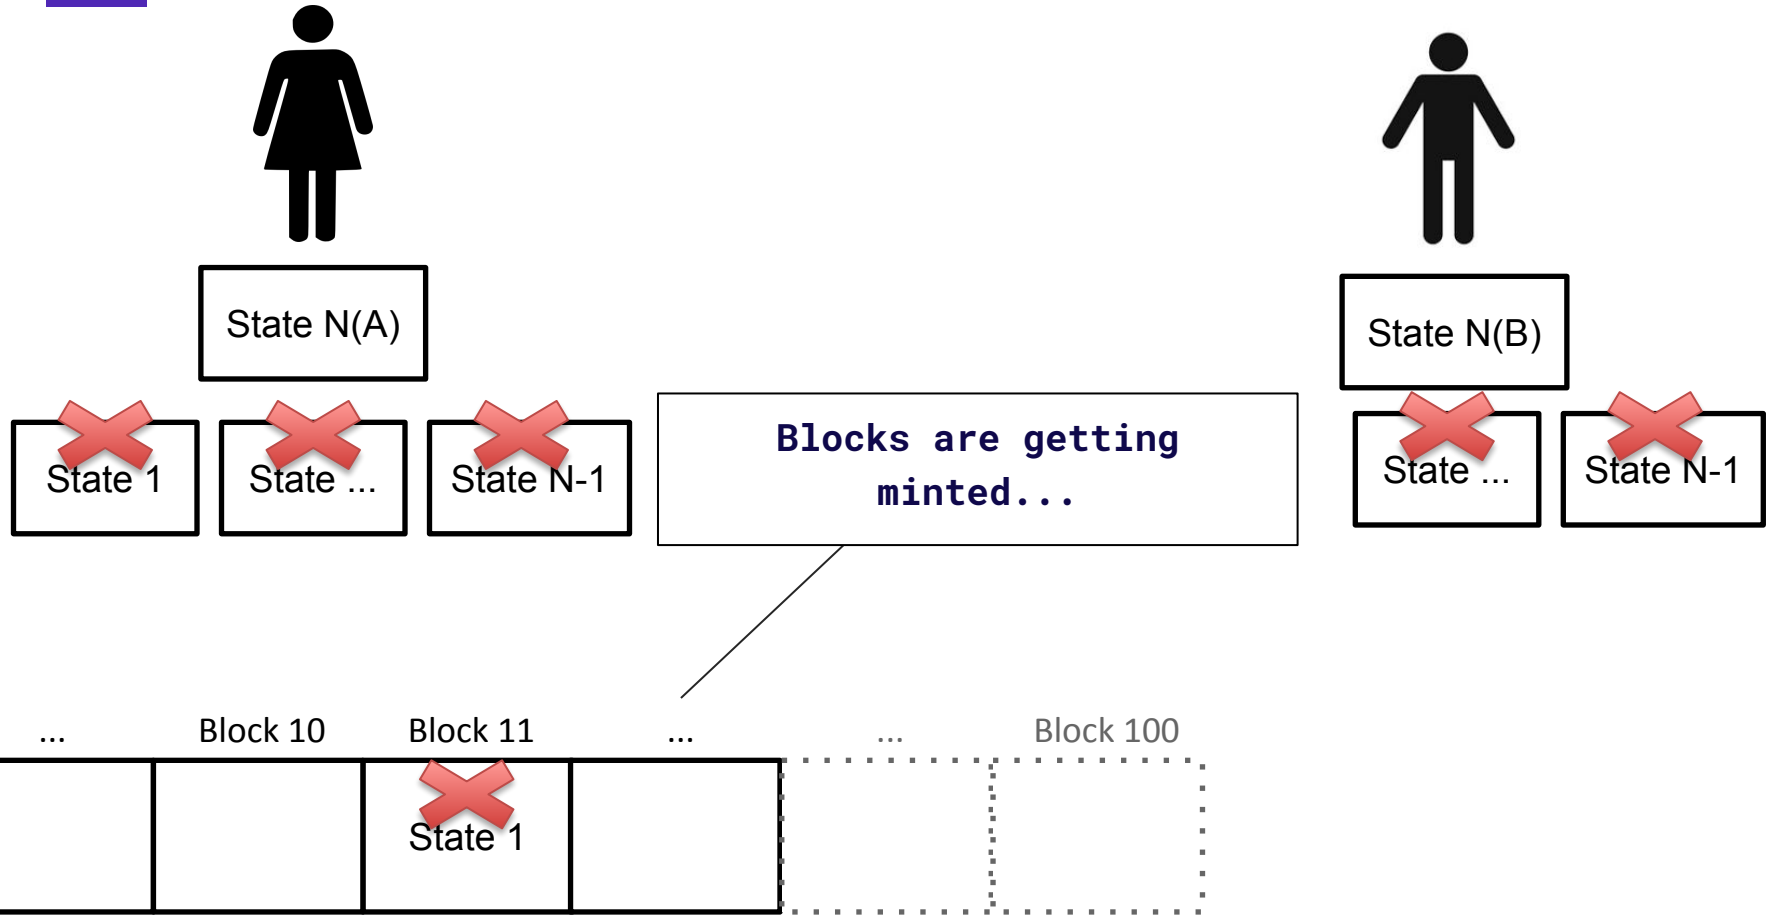 State N(A)
State N(B)
State 1
State ...
State N-1
Blocks are getting
minted...
State ...
State N-1
...
Block 10
Block 11
...
...
Block 100
State 1